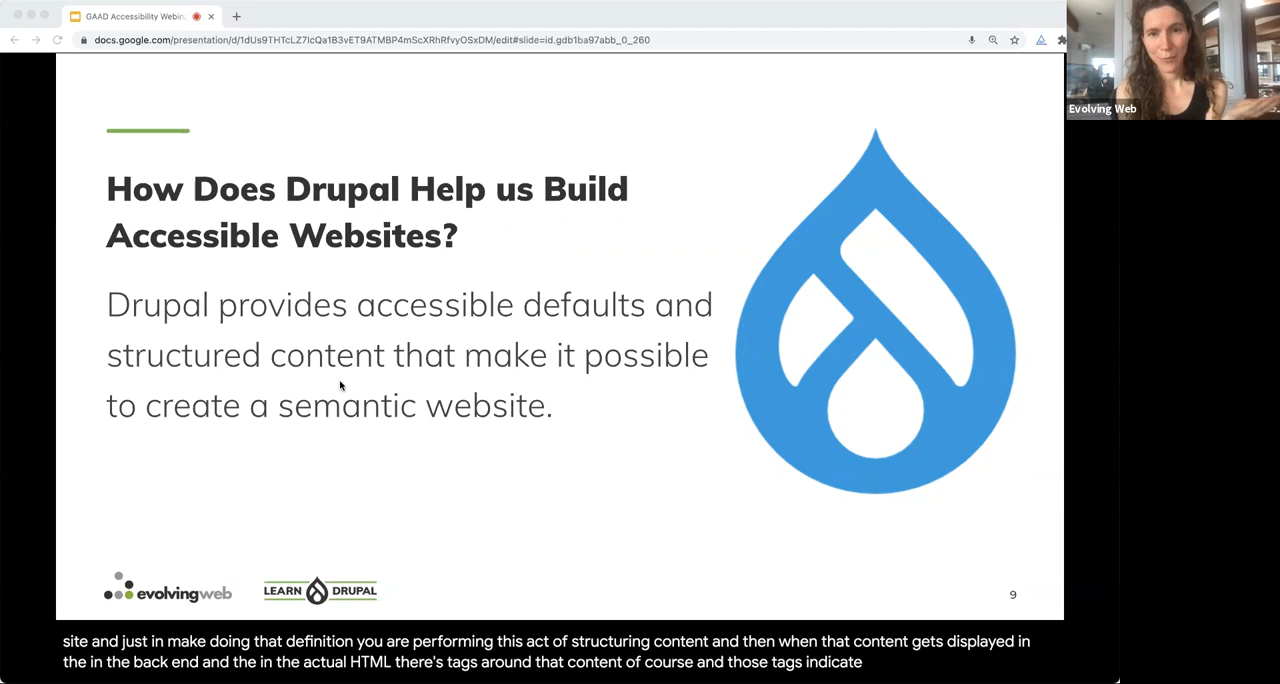 GAAD Accessibility Webin
docs.google.com/presentation/d/1dUs9THTcLZ7IcQa1B3vET9ATMBP4mScXRhRfvyOSxDM/edit#slide=id.gdb1ba97abb_0_260
Evolving Web
How Does Drupal Help us Build
Accessible Websites?
Drupal provides accessible defaults and
structured content that make it possible
to create a semantic website.
evolvingweb
LEARN DRUPAL
9
site and just in make doing that definition you are performing this act of structuring content and then when that content gets displayed in
the in the back end and the in the actual HTML there's tags around that content of course and those tags indicate